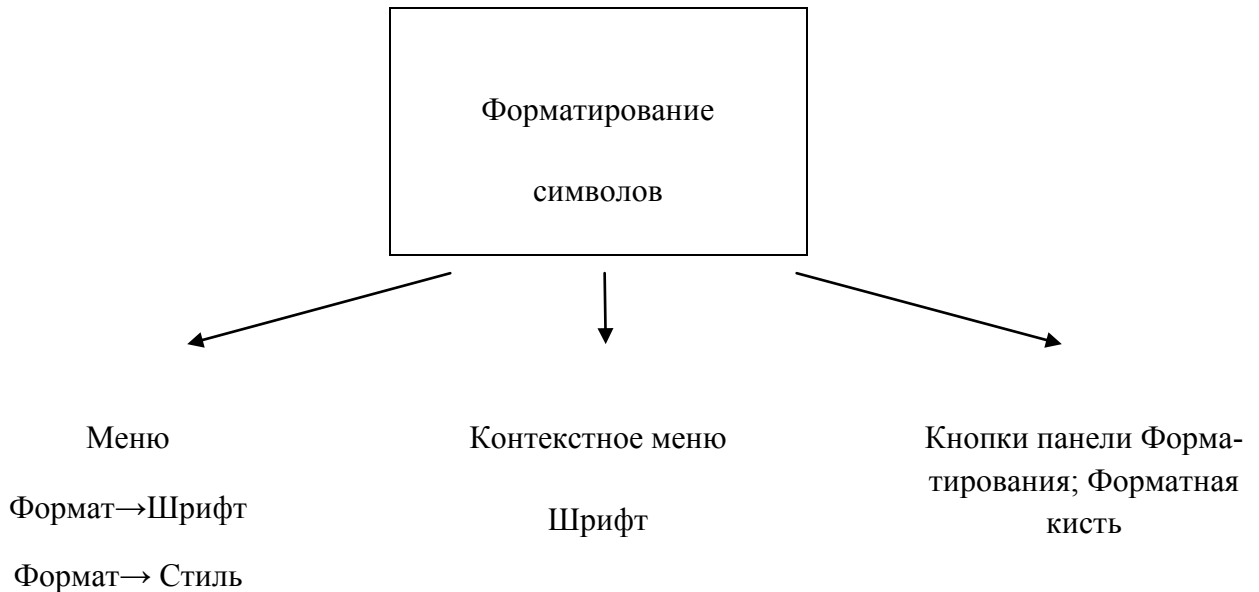 Форматирование
символов
Меню
Формат→Шрифт
Формат→ Стиль
Контекстное меню
Шрифт
Кнопки панели Форма-
тирования; Форматная
кисть